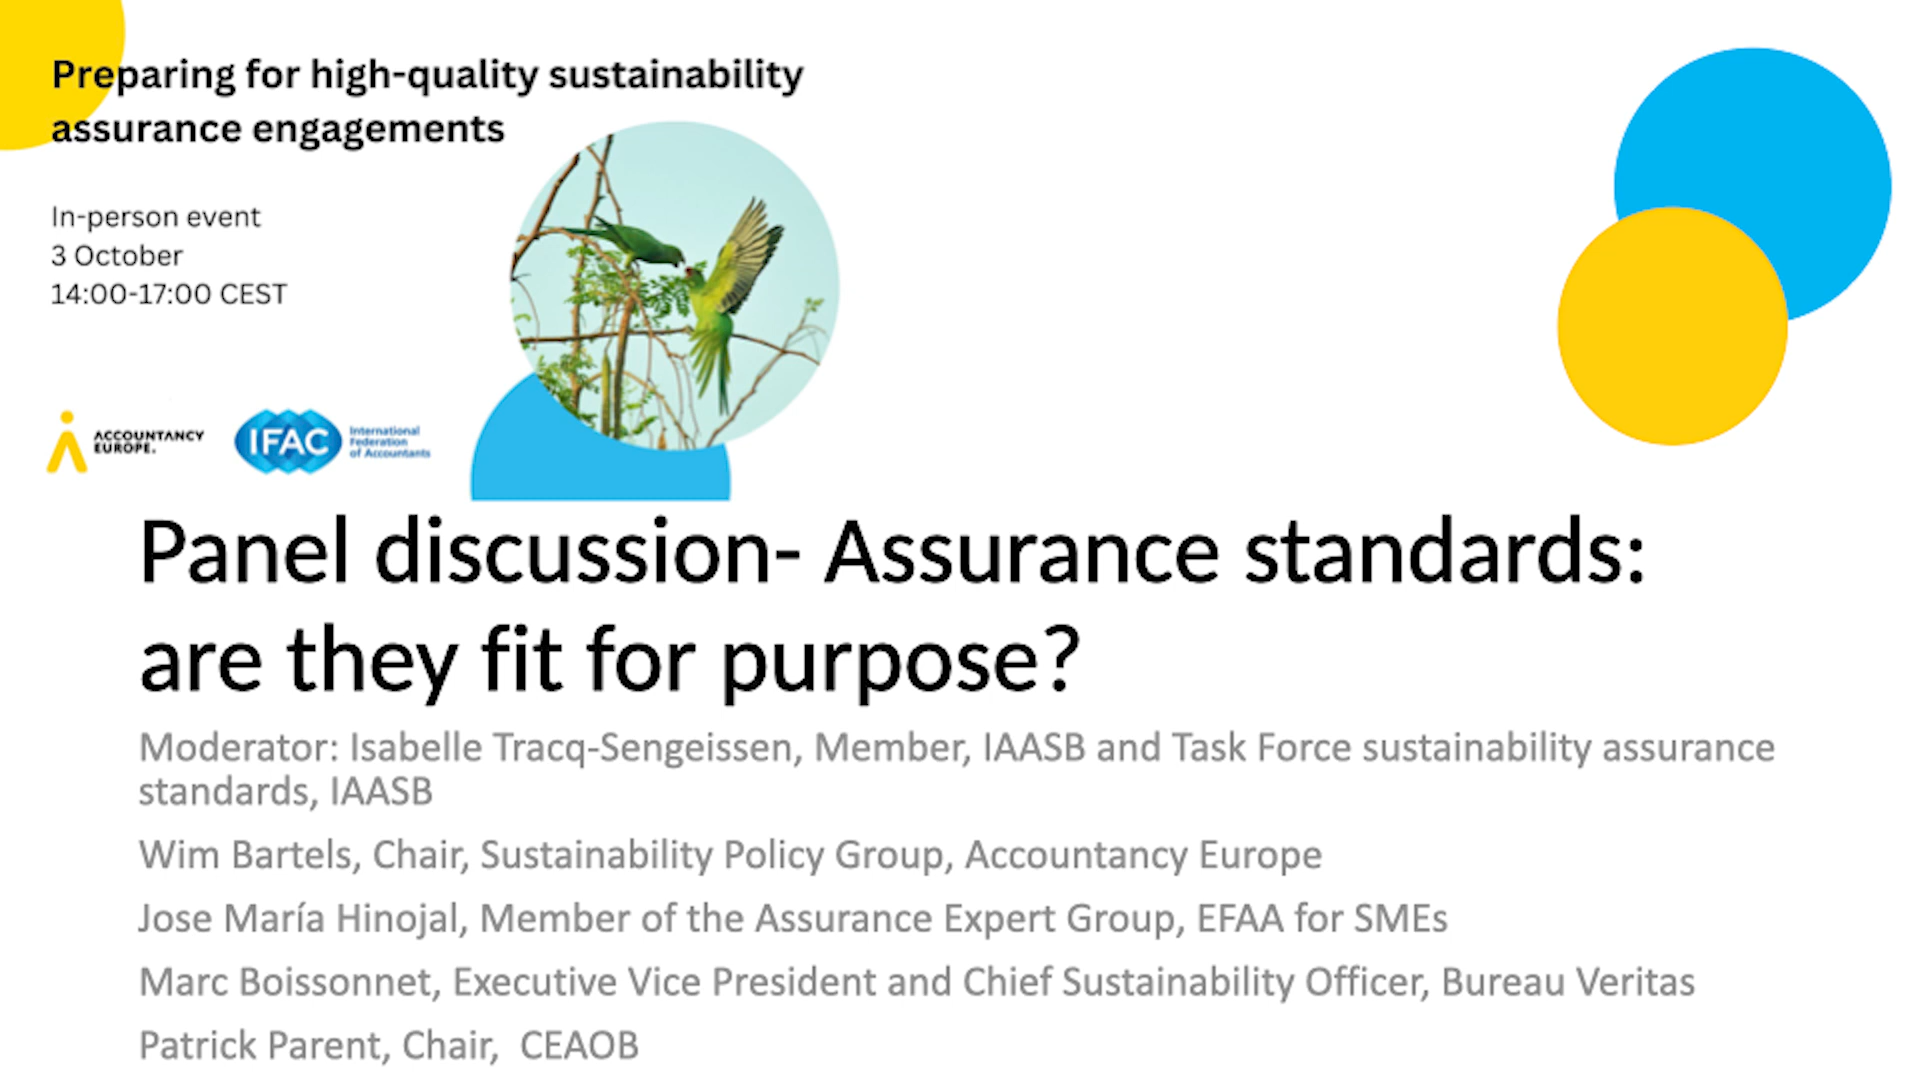 Preparing for high-quality sustainability
assurance engagements
In-person event
3 October
14:00-17:00 CEST
ACCOUNTANCY
EUROPE.
IFAC
International
Federation
of Accountants
Panel discussion- Assurance standards:
are they fit for purpose?
Moderator: Isabelle Tracq-Sengeissen, Member, IAASB and Task Force sustainability assurance
standards, IAASB
Wim Bartels, Chair, Sustainability Policy Group, Accountancy Europe
Jose María Hinojal, Member of the Assurance Expert Group, EFAA for SMEs
Marc Boissonnet, Executive Vice President and Chief Sustainability Officer, Bureau Veritas
Patrick Parent, Chair, CEAOB